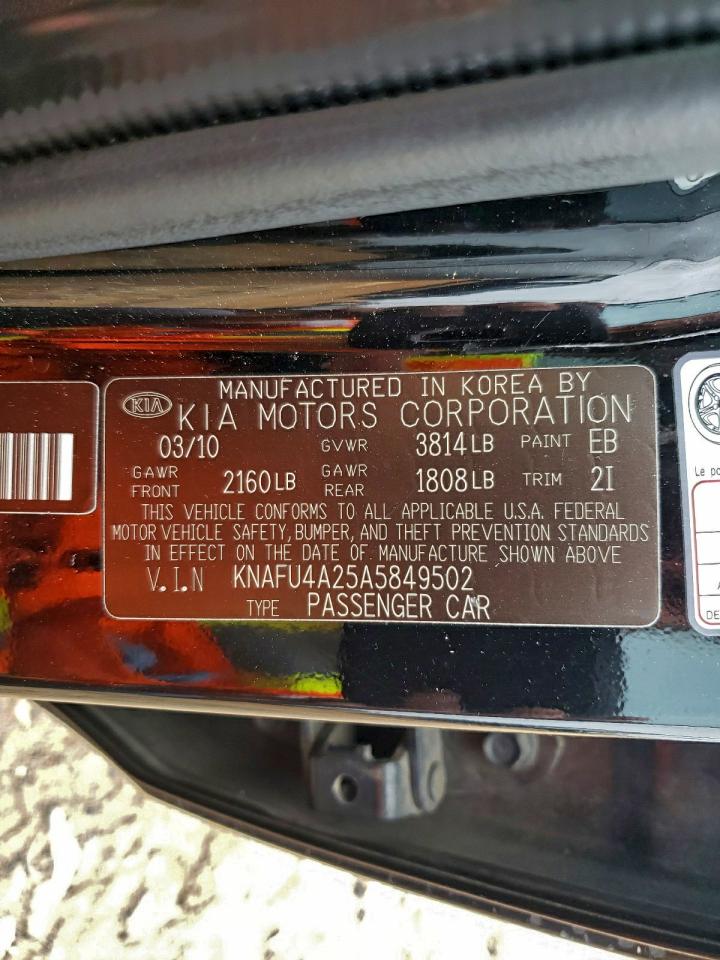 MANUFACTURED IN KOREA BY
KIA KIA MOTORS CORPORATION
03/10 GVWR 3814LB PAINT EB
GAWR FRONT 2160LB GAWR REAR 1808LB TRIM 2I
THIS VEHICLE CONFORMS TO ALL APPLICABLE U.S.A. FEDERAL
MOTOR VEHICLE SAFETY, BUMPER, AND THEFT PREVENTION STANDARDS
IN EFFECT ON THE DATE OF MANUFACTURE SHOWN ABOVE
V.I.N KNAFU4A25A5849502
TYPE PASSENGER CAR
Le po